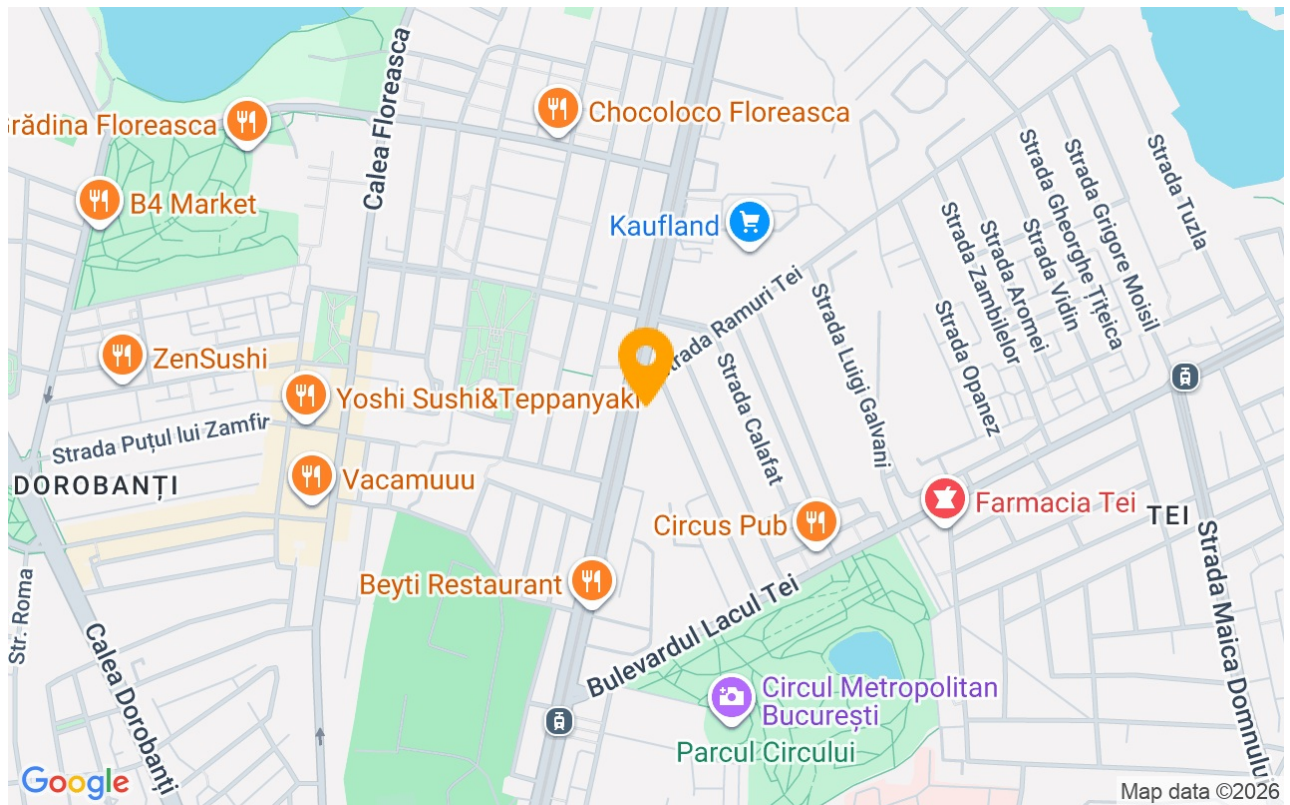 Calea Floreasca
Chocoloco Floreasca
Grădina Floreasca
B4 Market
Kaufland
Strada Tuzla
Strada Grigore Moisil
Strada Gheorghe Țițeica
Strada Vidin
Strada Aromei
Strada Zambilelor
Strada Opanez
Strada Ramuri Tei
Strada Luigi Galvani
Strada Calafat
ZenSushi
Yoshi Sushi&Teppanyaki
Strada Puțul lui Zamfir
Vacamuuu
DOROBANȚI
Circus Pub
Farmacia Tei
TEI
Strada Maica Domnului
Beyti Restaurant
Bulevardul Lacul Tei
Str. Roma
Calea Dorobanți
Circul Metropolitan
București
Parcul Circului
Google
Map data ©2026